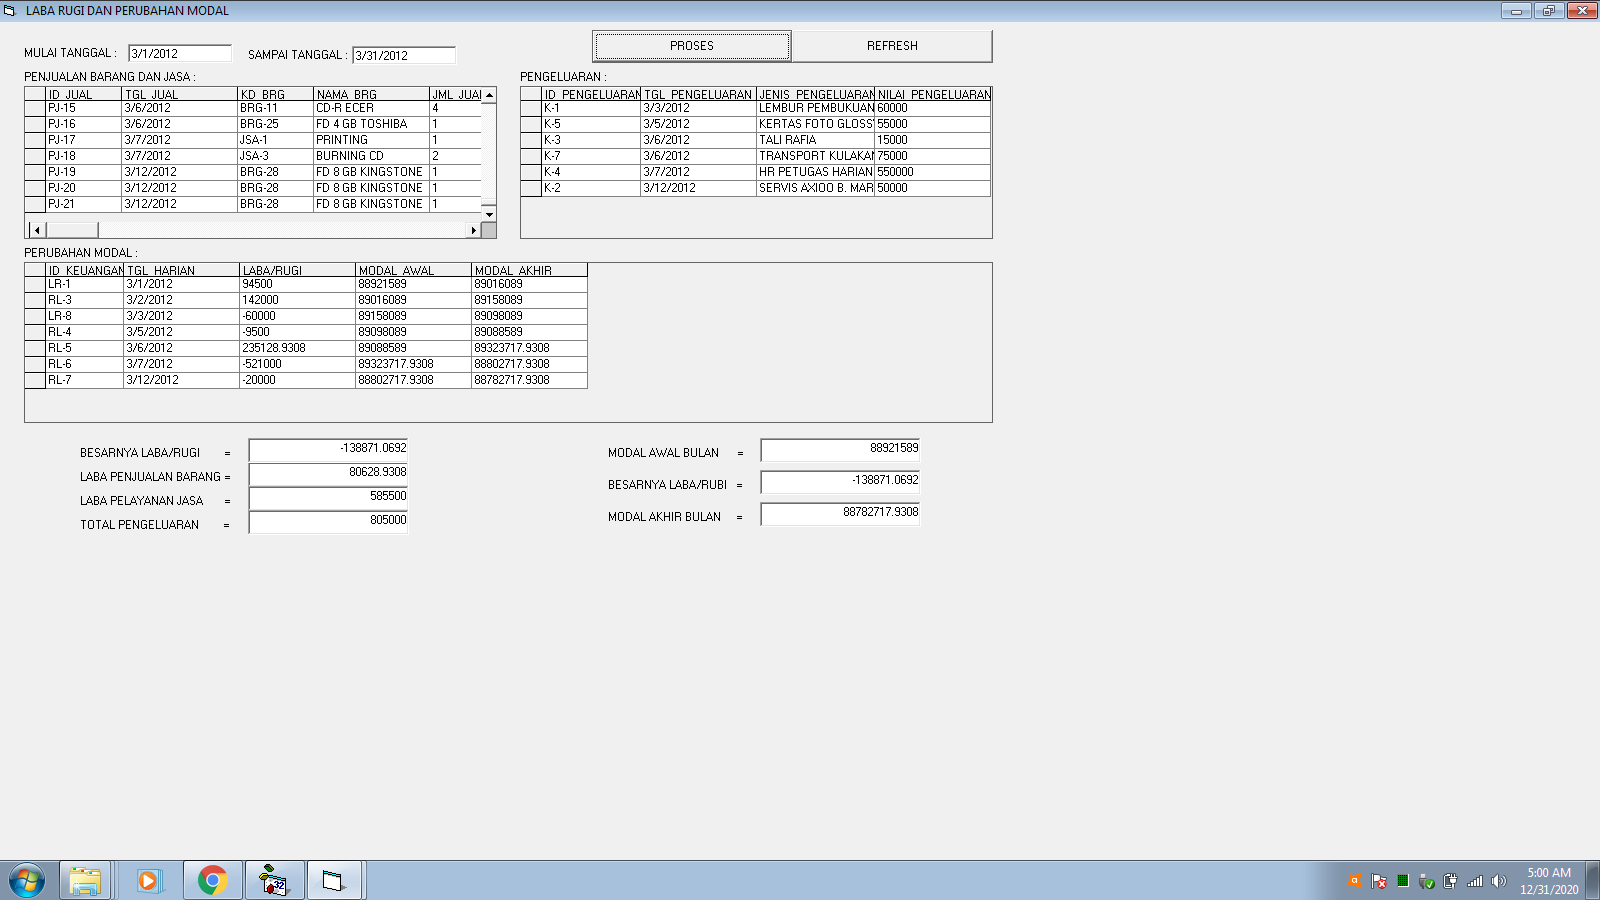 LABA RUGI DAN PERUBAHAN MODAL
MULAI TANGGAL : 3/1/2012 SAMPAI TANGGAL : 3/31/2012 PROSES REFRESH
PENJUALAN BARANG DAN JASA :
ID_JUAL TGL_JUAL KD_BRG NAMA_BRG JML_JUAL
PJ-15 3/6/2012 BRG-11 CD-R ECER 4
PJ-16 3/6/2012 BRG-25 FD 4 GB TOSHIBA 1
PJ-17 3/7/2012 JSA-1 PRINTING 1
PJ-18 3/7/2012 JSA-3 BURNING CD 2
PJ-19 3/12/2012 BRG-28 FD 8 GB KINGSTONE 1
PJ-20 3/12/2012 BRG-28 FD 8 GB KINGSTONE 1
PJ-21 3/12/2012 BRG-28 FD 8 GB KINGSTONE 1
PENGELUARAN :
ID_PENGELUARAN TGL_PENGELUARAN JENIS_PENGELUARAN NILAI_PENGELUARAN
K-1 3/3/2012 LEMBUR PEMBUKUAN 60000
K-5 3/5/2012 KERTAS FOTO GLOSSY 55000
K-3 3/6/2012 TALI RAFIA 15000
K-7 3/6/2012 TRANSPORT KULAKAN 75000
K-4 3/7/2012 HR PETUGAS HARIAN 550000
K-2 3/12/2012 SERVIS AXIOO B. MAR 50000
PERUBAHAN MODAL :
ID_KEUANGAN TGL_HARIAN LABA/RUGI MODAL_AWAL MODAL_AKHIR
LR-1 3/1/2012 94500 88921589 89016089
RL-3 3/2/2012 142000 89016089 89158089
LR-8 3/3/2012 -60000 89158089 89098089
RL-4 3/5/2012 -9500 89098089 89088589
RL-5 3/6/2012 235128.9308 89088589 89323717.9308
RL-6 3/7/2012 -521000 89323717.9308 88802717.9308
RL-7 3/12/2012 -20000 88802717.9308 88782717.9308
BESARNYA LABA/RUGI = -138871.0692
LABA PENJUALAN BARANG = 80628.9308
LABA PELAYANAN JASA = 585500
TOTAL PENGELUARAN = 805000
MODAL AWAL BULAN = 88921589
BESARNYA LABA/RUBI = -138871.0692
MODAL AKHIR BULAN = 88782717.9308
32
5:00 AM
12/31/2020